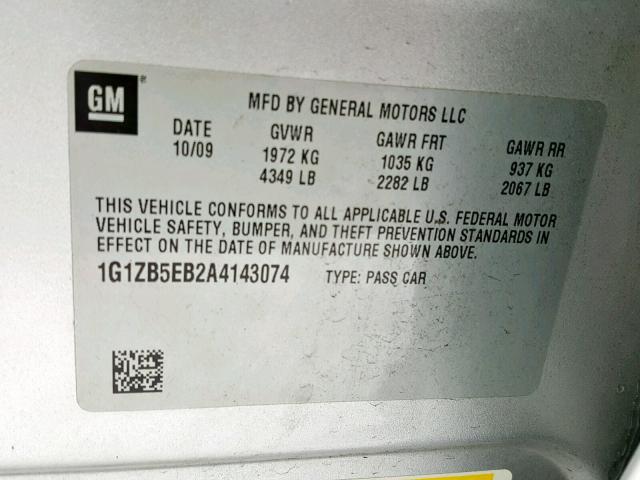 GM ®
MFD BY GENERAL MOTORS LLC
DATE GVWR GAWR FRT GAWR RR
10/09 1972 KG 1035 KG 937 KG
4349 LB 2282 LB 2067 LB
THIS VEHICLE CONFORMS TO ALL APPLICABLE U.S. FEDERAL MOTOR
VEHICLE SAFETY, BUMPER, AND THEFT PREVENTION STANDARDS IN
EFFECT ON THE DATE OF MANUFACTURE SHOWN ABOVE.
1G1ZB5EB2A4143074 TYPE: PASS CAR